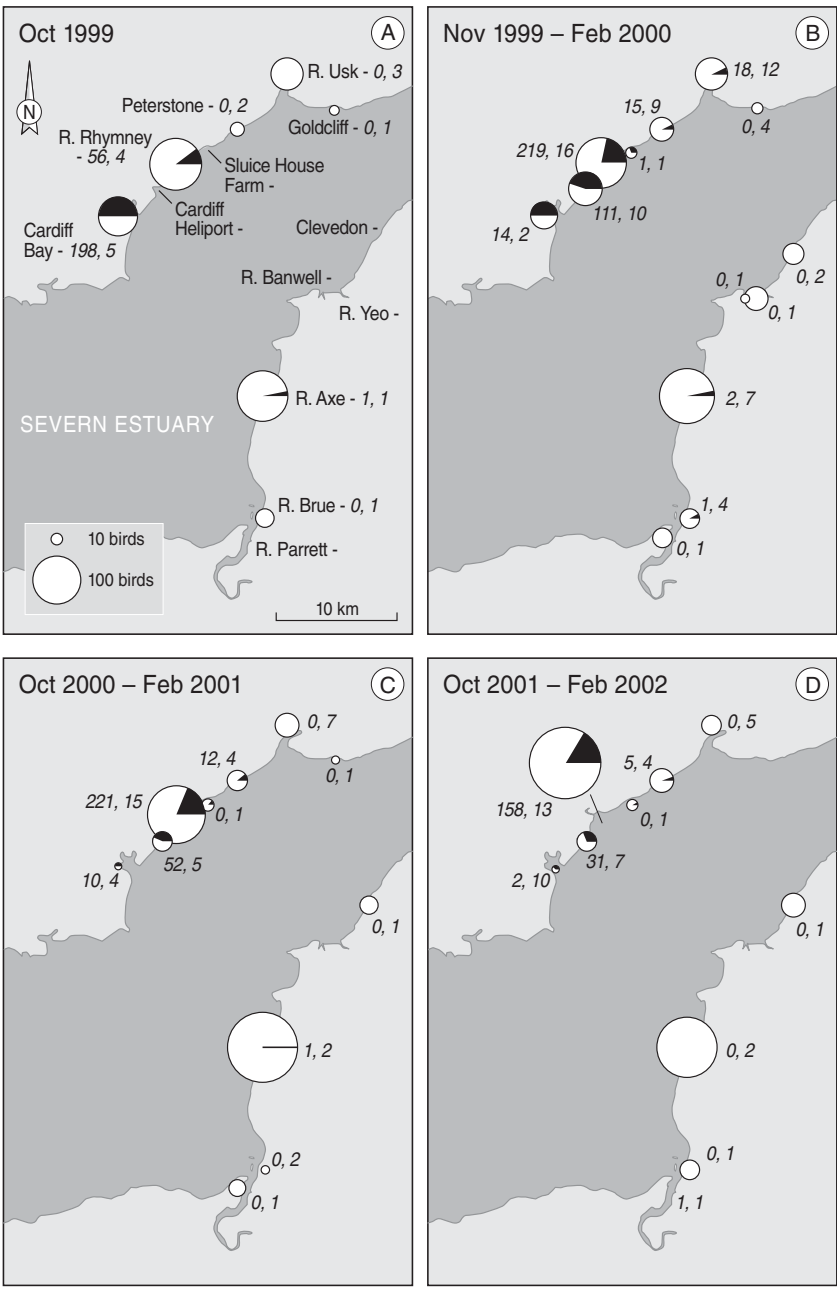 Oct 1999
A
N
R. Usk - 0, 3
Peterstone - 0, 2
Goldcliff - 0, 1
R. Rhymney
- 56, 4
Sluice House
Farm -
Cardiff
Heliport -
Cardiff
Bay - 198, 5
Clevedon -
R. Banwell -
R. Yeo -
R. Axe - 1, 1
SEVERN ESTUARY
R. Brue - 0, 1
R. Parrett -
10 birds
100 birds
10 km
Nov 1999 – Feb 2000
B
18, 12
15, 9
0, 4
219, 16
1, 1
111, 10
14, 2
0, 2
0, 1
0, 1
2, 7
1, 4
0, 1
Oct 2000 – Feb 2001
C
0, 7
12, 4
0, 1
221, 15
0, 1
52, 5
10, 4
0, 1
1, 2
0, 2
0, 1
Oct 2001 – Feb 2002
D
0, 5
5, 4
158, 13
0, 1
31, 7
2, 10
0, 1
0, 2
0, 1
1, 1